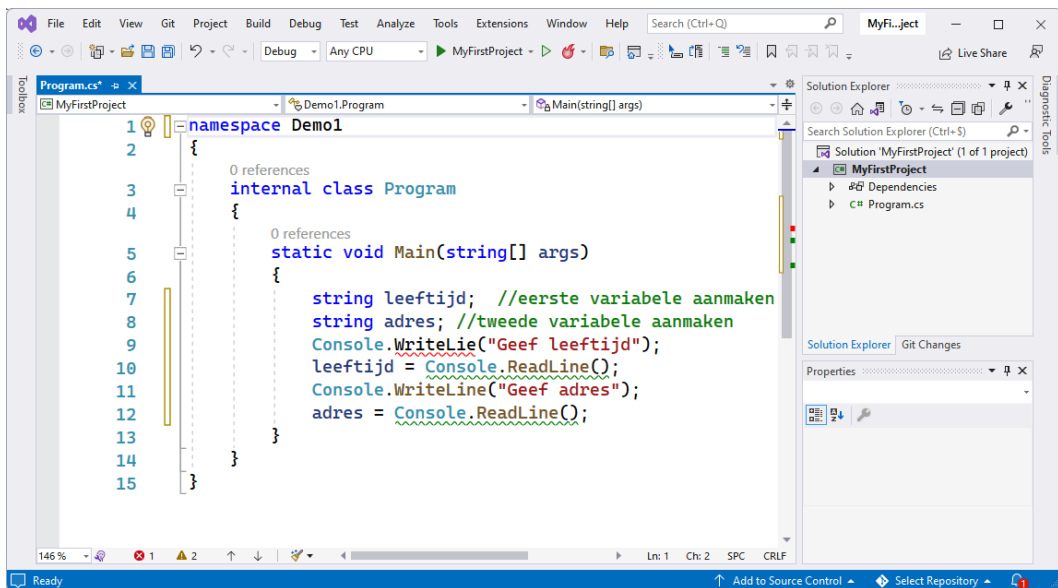 File Edit View Git Project Build Debug Test Analyze Tools Extensions Window Help Search (Ctrl+Q) MyFi...ject
Debug Any CPU MyFirstProject Live Share
Toolbox
Program.cs*
MyFirstProject Demo1.Program Main(string[] args)
1 namespace Demo1
2 {
0 references
3 internal class Program
4 {
0 references
5 static void Main(string[] args)
6 {
7 string leeftijd; //eerste variabele aanmaken
8 string adres; //tweede variabele aanmaken
9 Console.WriteLie("Geef leeftijd");
10 leeftijd = Console.ReadLine();
11 Console.WriteLine("Geef adres");
12 adres = Console.ReadLine();
13 }
14 }
15 }
146 % 1 2 Ln: 1 Ch: 2 SPC CRLF
Solution Explorer
Search Solution Explorer (Ctrl+$)
Solution 'MyFirstProject' (1 of 1 project)
MyFirstProject
Dependencies
C# Program.cs
Solution Explorer Git Changes
Properties
Diagnostic Tools
Ready Add to Source Control Select Repository 1